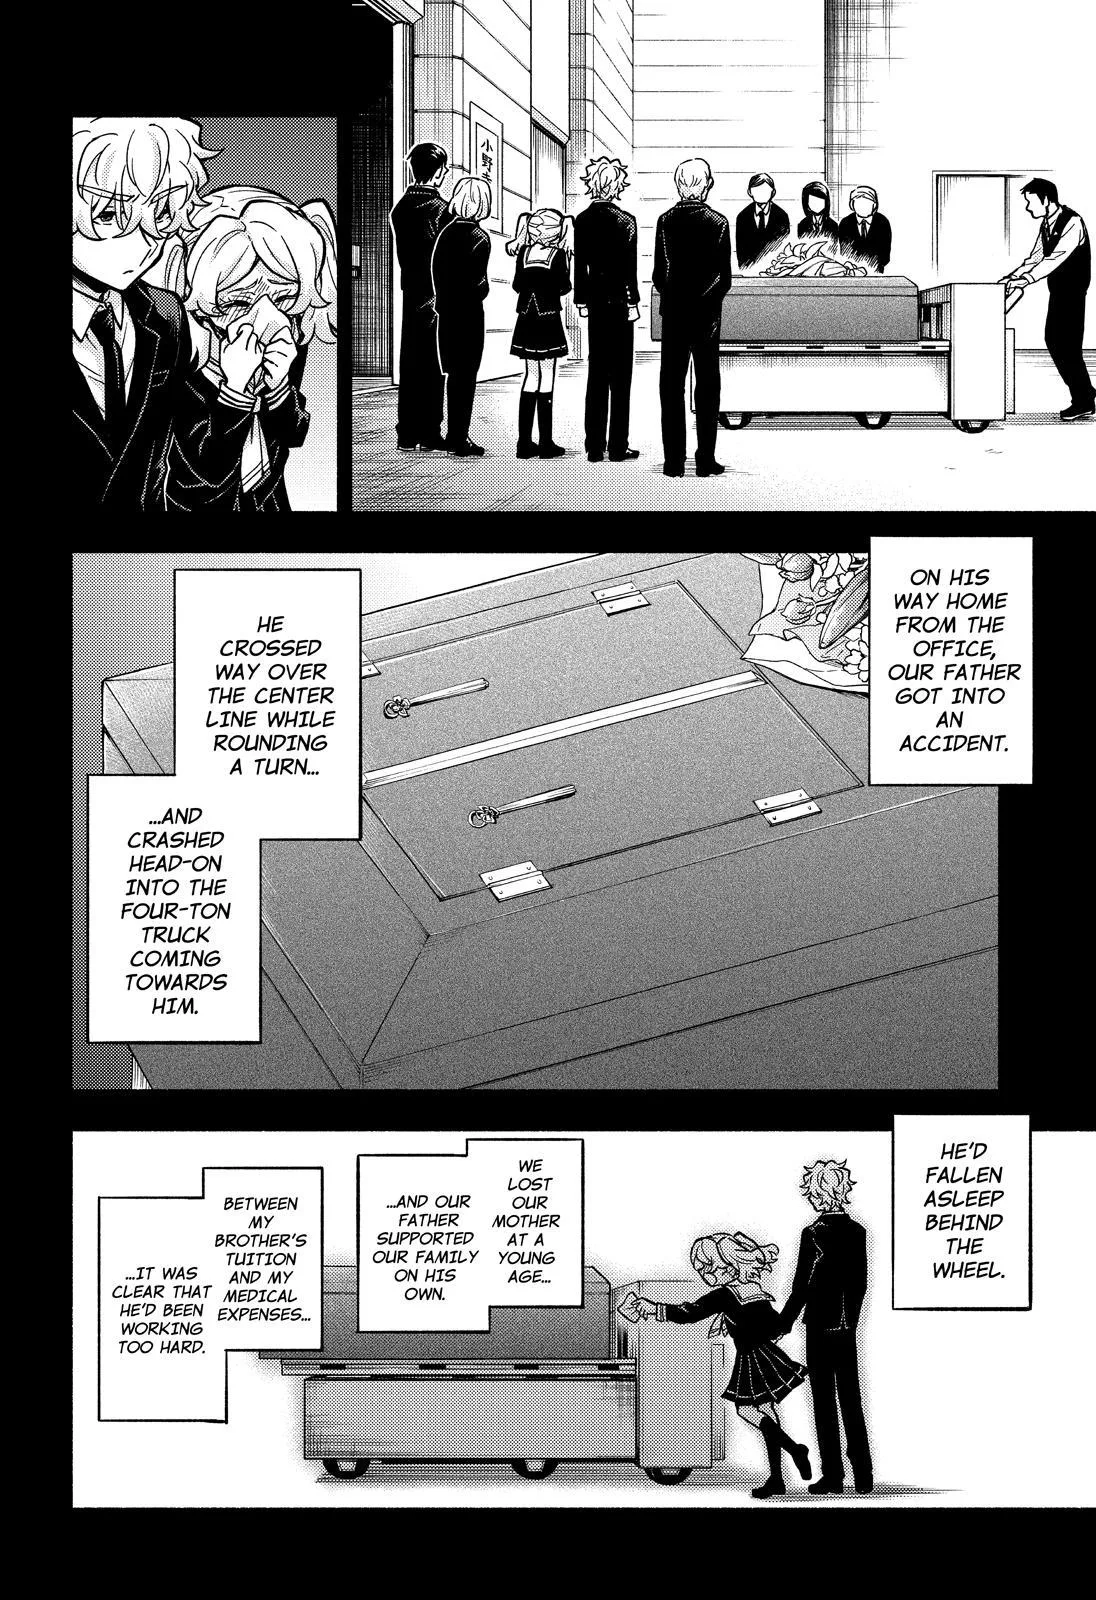 小野寺
ON HIS
WAY HOME
FROM THE
OFFICE,
OUR FATHER
GOT INTO
AN
ACCIDENT.
HE
CROSSED
WAY OVER
THE CENTER
LINE WHILE
ROUNDING
A TURN...
...AND
CRASHED
HEAD-ON
INTO THE
FOUR-TON
TRUCK
COMING
TOWARDS
HIM.
HE'D
FALLEN
ASLEEP
BEHIND
THE
WHEEL.
WE
LOST
OUR
MOTHER
AT A
YOUNG
AGE...
...AND OUR
FATHER
SUPPORTED
OUR FAMILY
ON HIS
OWN.
BETWEEN
MY
BROTHER'S
TUITION
AND MY
MEDICAL
EXPENSES...
...IT WAS
CLEAR THAT
HE'D BEEN
WORKING
TOO HARD.